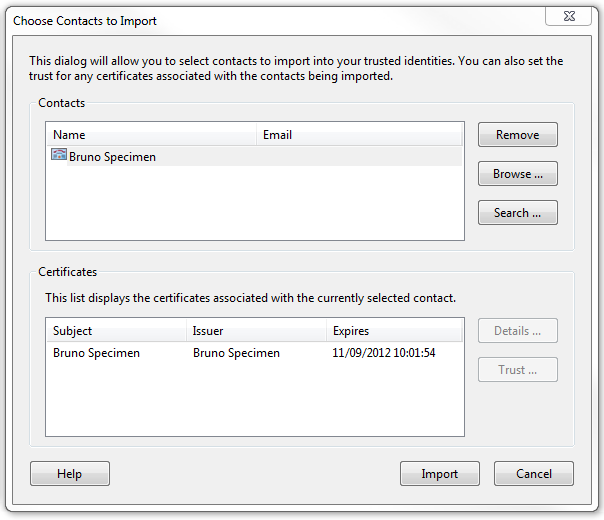 Choose Contacts to Import
This dialog will allow you to select contacts to import into your trusted identities. You can also set the
trust for any certificates associated with the contacts being imported.
Contacts
Name Email
Bruno Specimen
Remove
Browse ...
Search ...
Certificates
This list displays the certificates associated with the currently selected contact.
Subject Issuer Expires
Bruno Specimen Bruno Specimen 11/09/2012 10:01:54
Details ...
Trust ...
Help Import Cancel